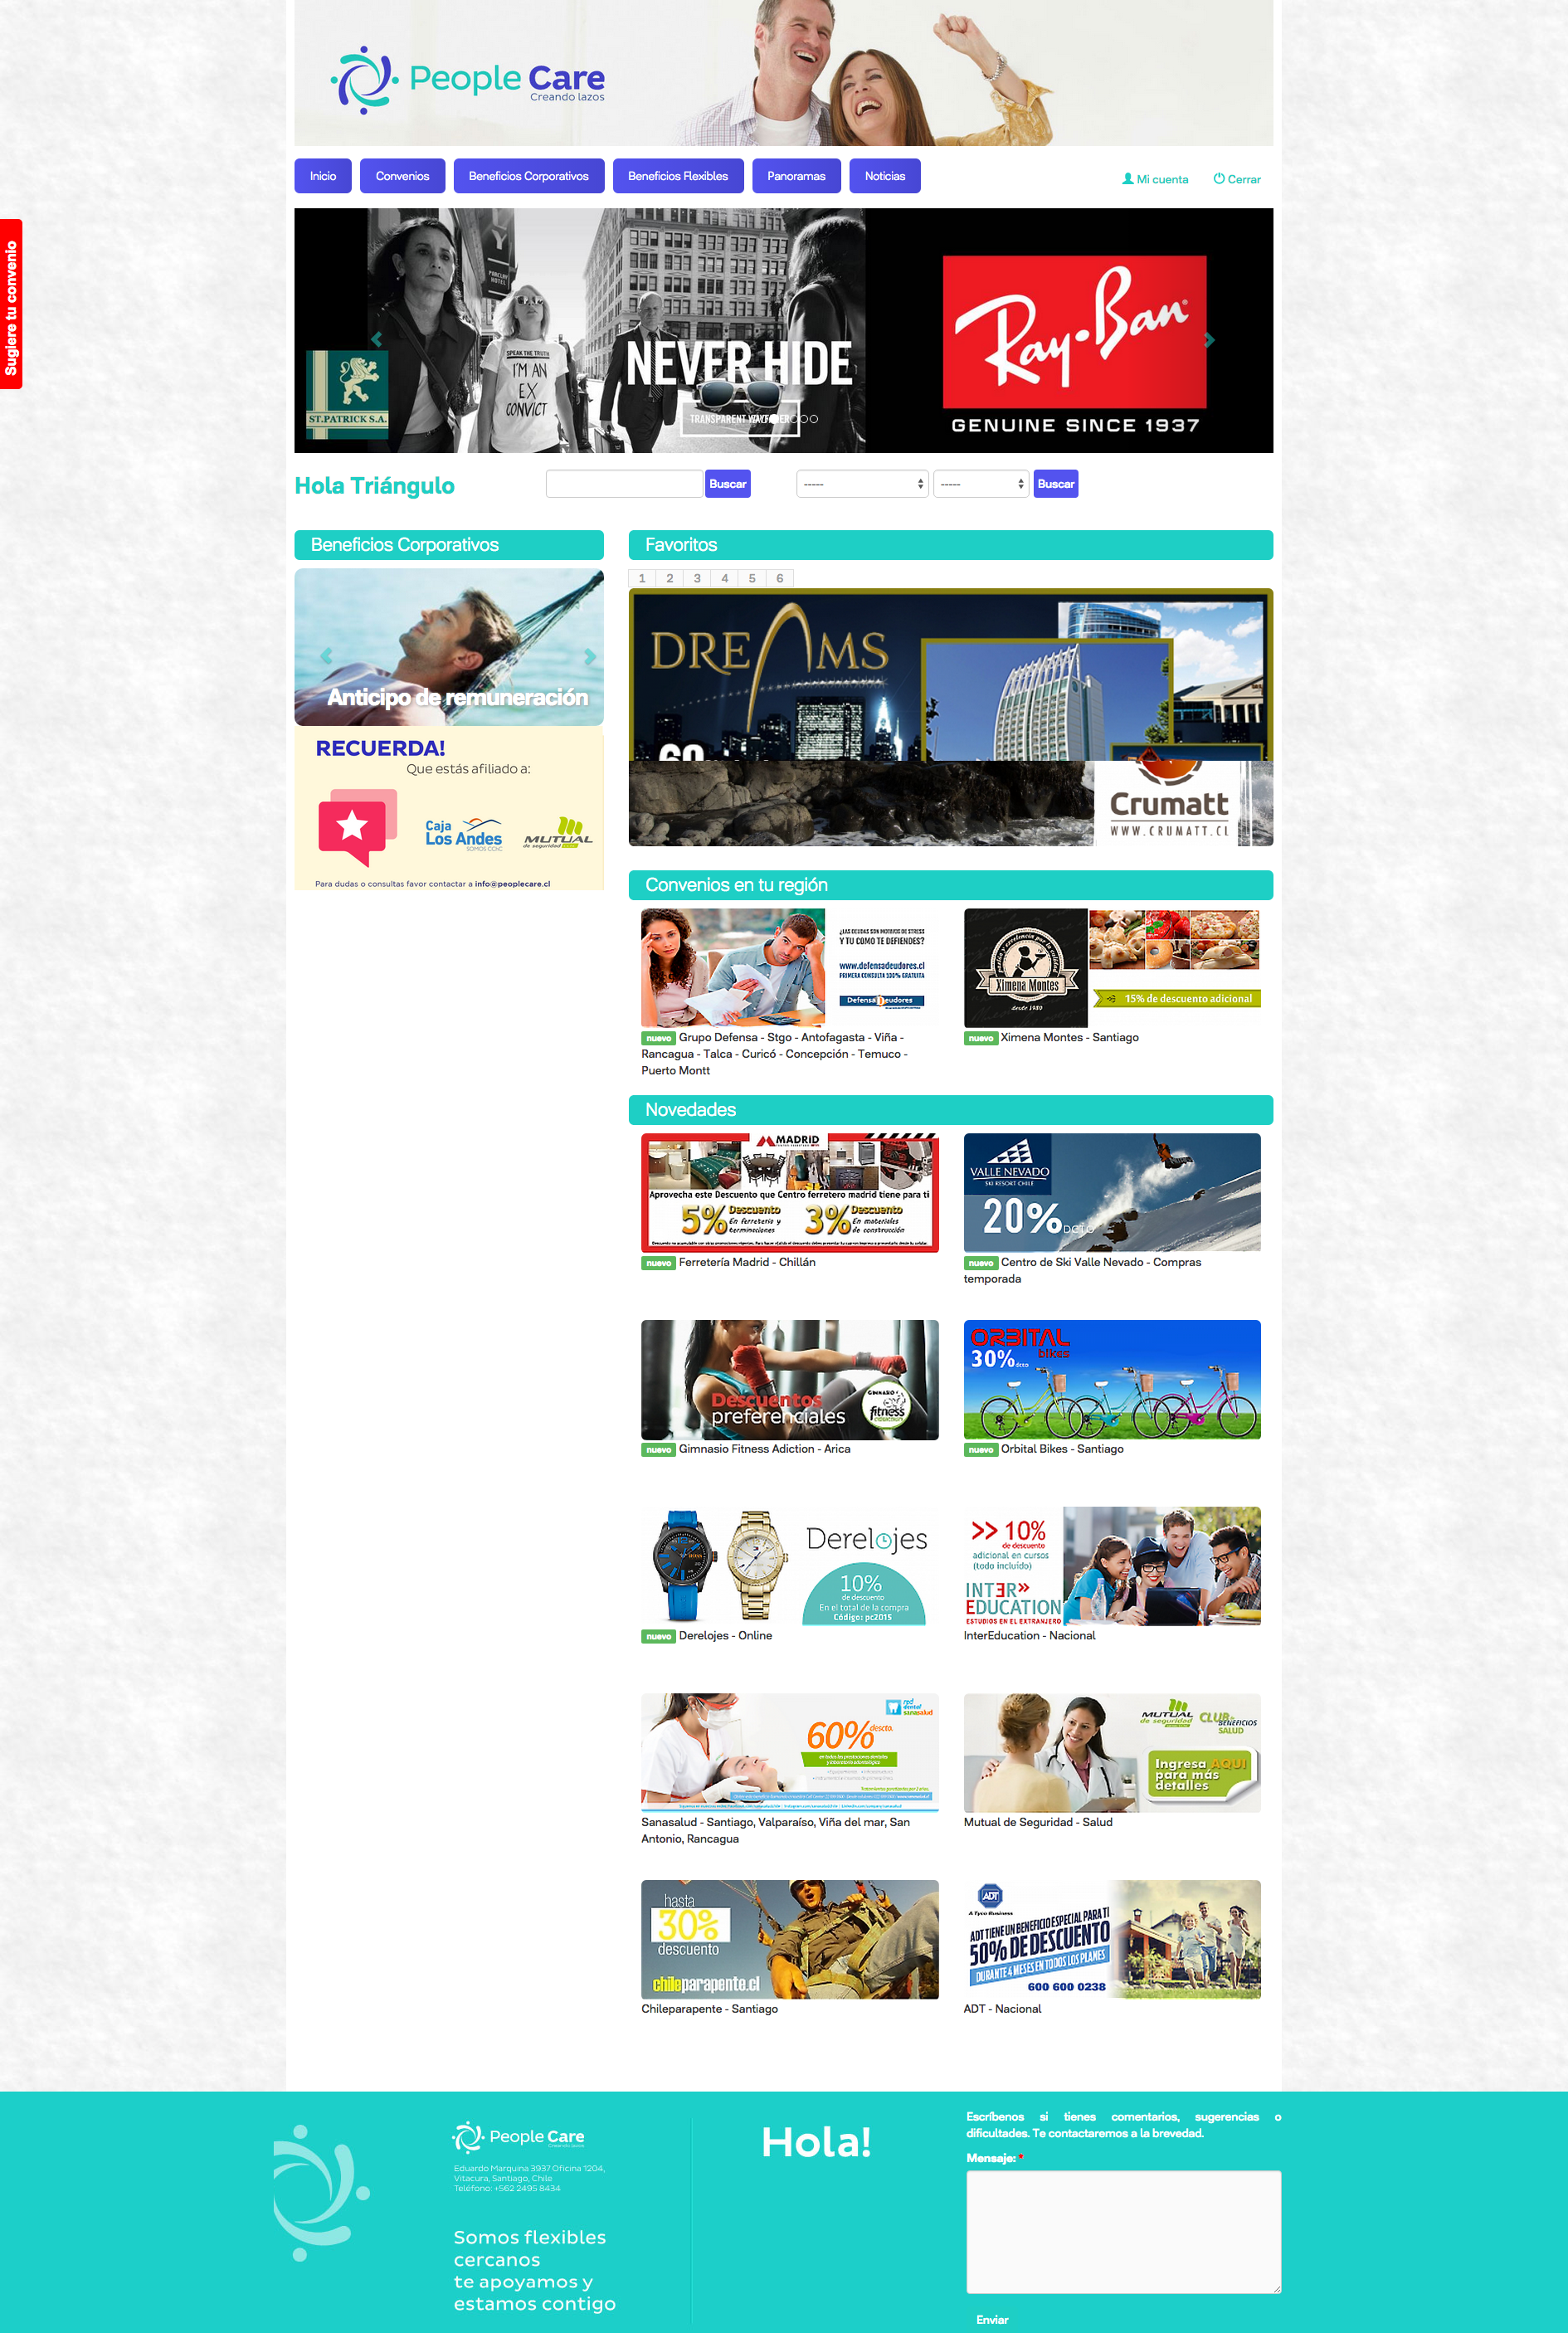 People Care
Creando lazos
Inicio
Convenios
Beneficios Corporativos
Beneficios Flexibles
Panoramas
Noticias
Mi cuenta
Cerrar
Sugiere tu convenio
PARCLAY HOTEL
SPEAK THE TRUTH
I'M AN
EX
CONVICT
ST. PATRICK S.A.
NEVER HIDE
Ray-Ban
GENUINE SINCE 1937
Hola Triángulo
Buscar
-----
-----
Buscar
Beneficios Corporativos
Anticipo de remuneración
RECUERDA!
Que estás afiliado a:
Caja
Los Andes
SOMOS CChC
MUTUAL
de seguridad
Para dudas o consultas favor contactar a info@peoplecare.cl
Favoritos
1 2 3 4 5 6
DREAMS
Crumatt
WWW.CRUMATT.CL
Convenios en tu región
¿LAS DEUDAS SON MOTIVOS DE STRESS
Y TU COMO TE DEFIENDES?
www.defensadeudores.cl
PRIMERA CONSULTA 100% GRATUITA
Defensa Deudores
nuevo Grupo Defensa - Stgo - Antofagasta - Viña -
Rancagua - Talca - Curicó - Concepción - Temuco -
Puerto Montt
Ximena Montes
desde 1980
15% de descuento adicional
nuevo Ximena Montes - Santiago
Novedades
MADRID
Aprovecha este Descuento que Centro ferretero madrid tiene para ti
5% Descuento
En ferretería y
terminaciones
3% Descuento
En materiales
de construcción
nuevo Ferretería Madrid - Chillán
VALLE NEVADO
SKI RESORT CHILE
20% DCTO
nuevo Centro de Ski Valle Nevado - Compras
temporada
Descuentos
preferenciales
fitness
nuevo Gimnasio Fitness Adiction - Arica
ORBITAL
bikes
30% dcto
nuevo Orbital Bikes - Santiago
Derelojes
10%
de descuento
En el total de la compra
Código: pc2015
nuevo Derelojes - Online
>> 10%
de descuento
adicional en cursos
(todo incluido)
INTER»
EDUCATION
ESTUDIOS EN EL EXTRANJERO
InterEducation - Nacional
red
dental
sanasalud
60% descto.
Sanasalud - Santiago, Valparaíso, Viña del mar, San
Antonio, Rancagua
MUTUAL
de seguridad
CLUB
BENEFICIOS
SALUD
Ingresa AQUI
para más
detalles
Mutual de Seguridad - Salud
hasta
30%
descuento
chileparapente.cl
Chileparapente - Santiago
ADT
A Tyco Business
ADT TIENE UN BENEFICIO ESPECIAL PARA TI
50% DE DESCUENTO
DURANTE 4 MESES EN TODOS LOS PLANES
600 600 0238
ADT - Nacional
People Care
Creando lazos
Eduardo Marquina 3937 Oficina 1204,
Vitacura, Santiago, Chile
Teléfono: +562 2495 8434
Somos flexibles
cercanos
te apoyamos y
estamos contigo
Hola!
Escríbenos si tienes comentarios, sugerencias o
dificultades. Te contactaremos a la brevedad.
Mensaje: *
Enviar